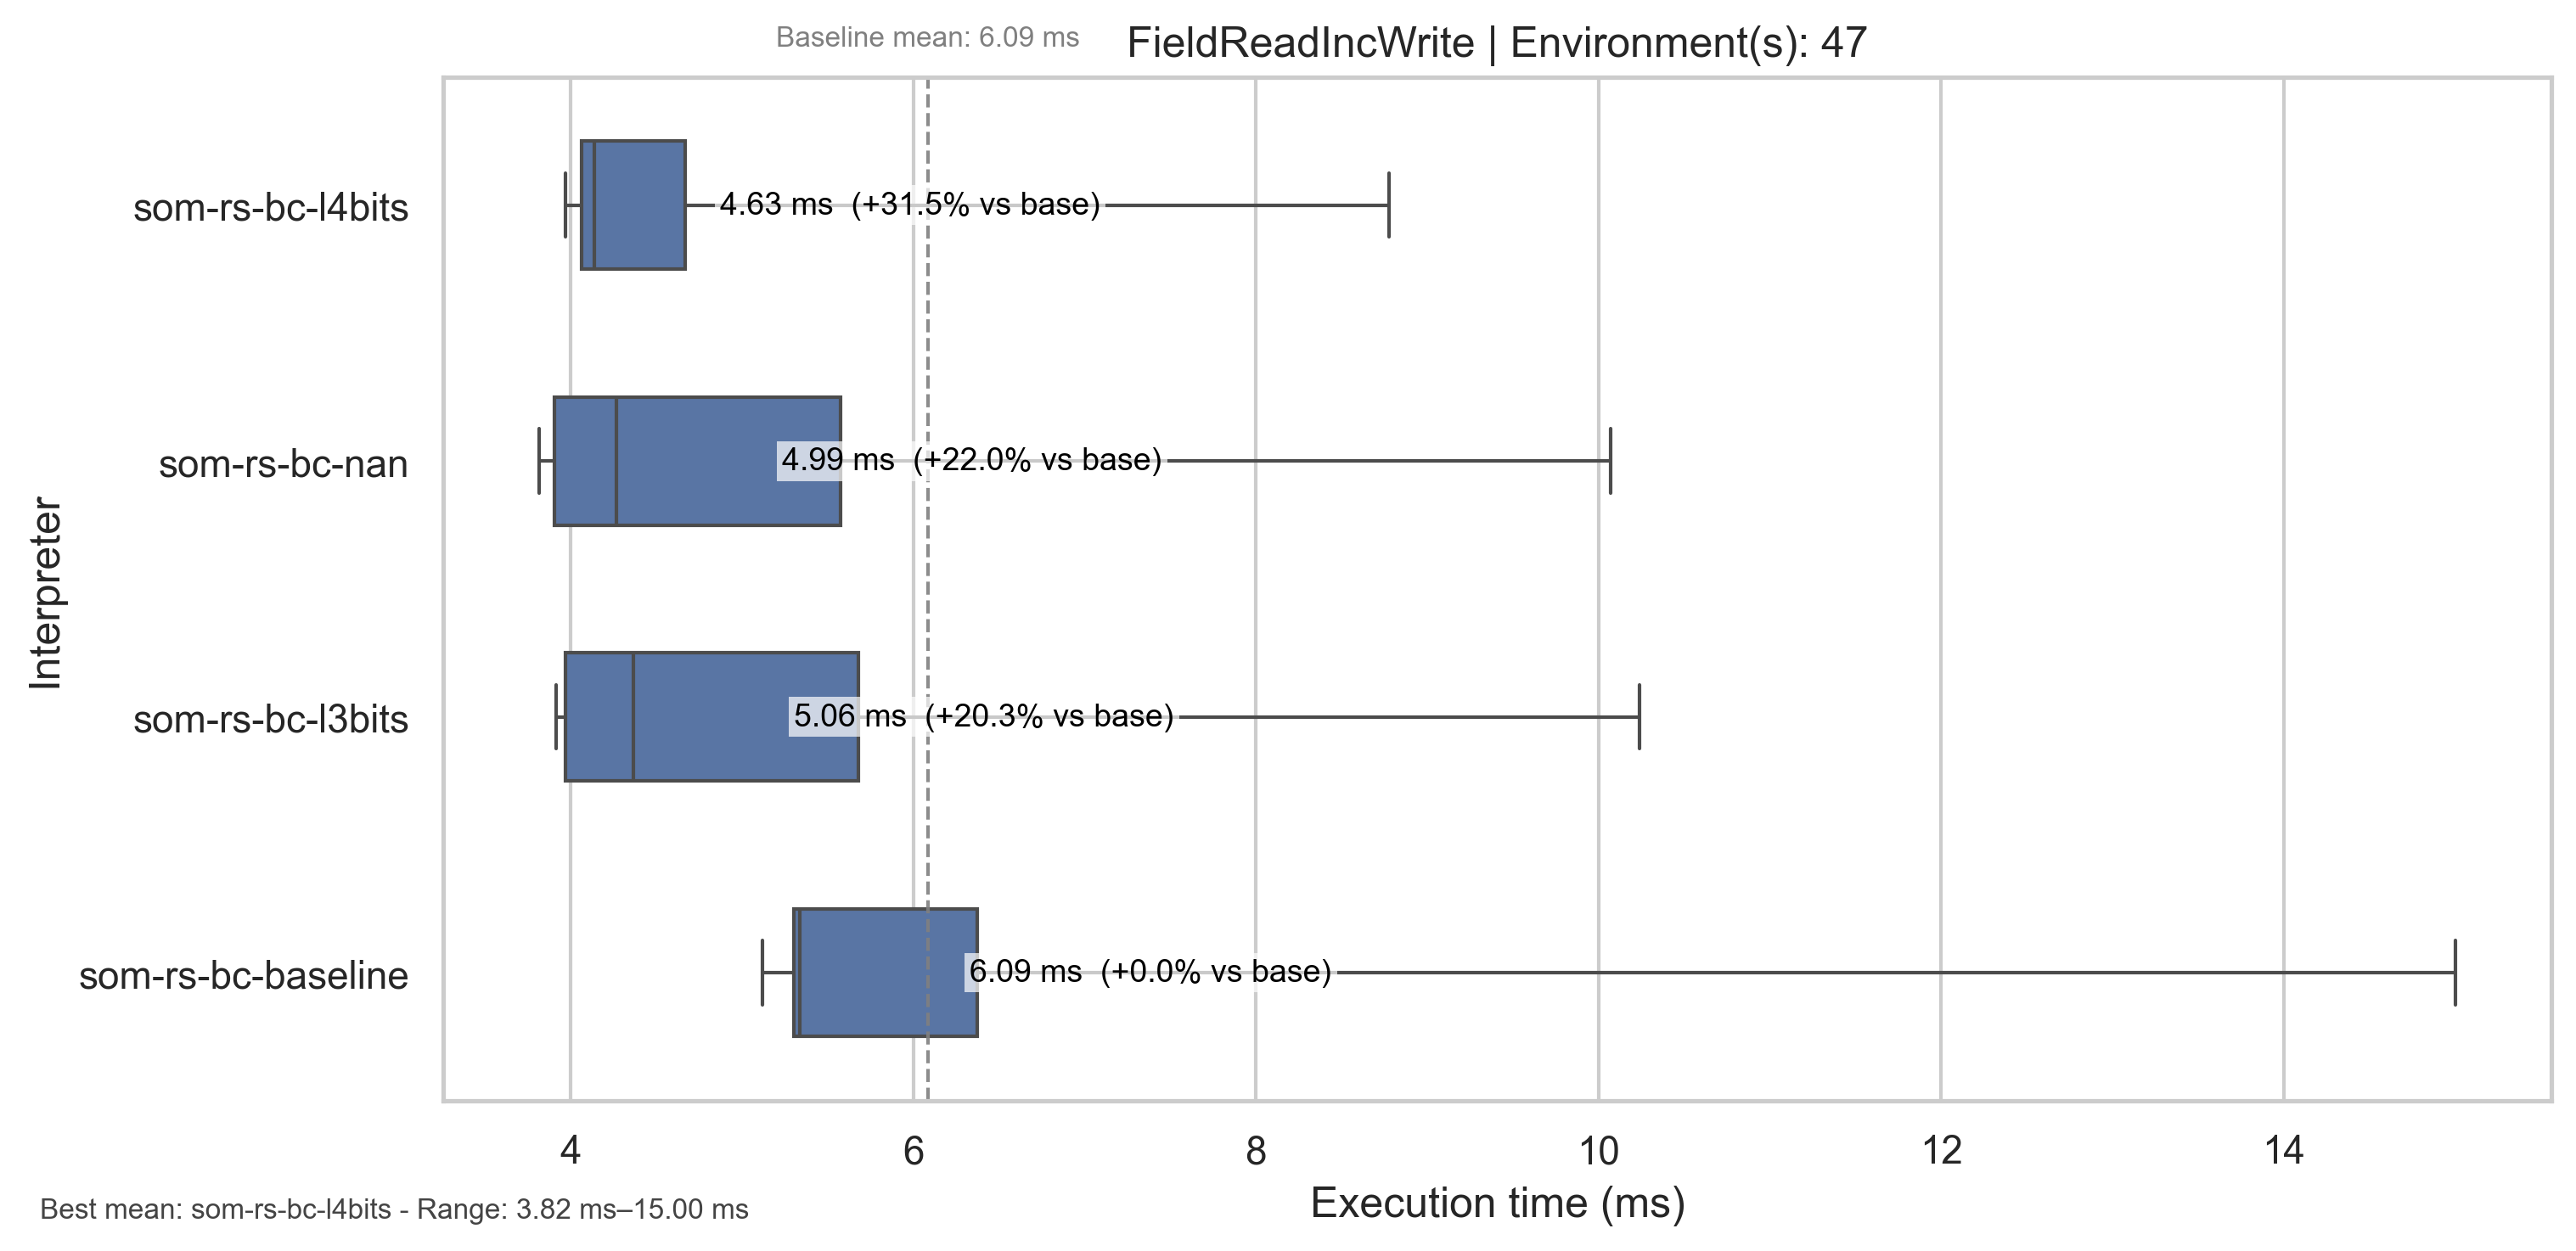 Baseline mean: 6.09 ms
FieldReadIncWrite | Environment(s): 47
Interpreter
som-rs-bc-l4bits
4.63 ms (+31.5% vs base)
som-rs-bc-nan
4.99 ms (+22.0% vs base)
som-rs-bc-l3bits
5.06 ms (+20.3% vs base)
som-rs-bc-baseline
6.09 ms (+0.0% vs base)
4 6 8 10 12 14
Execution time (ms)
Best mean: som-rs-bc-l4bits - Range: 3.82 ms–15.00 ms